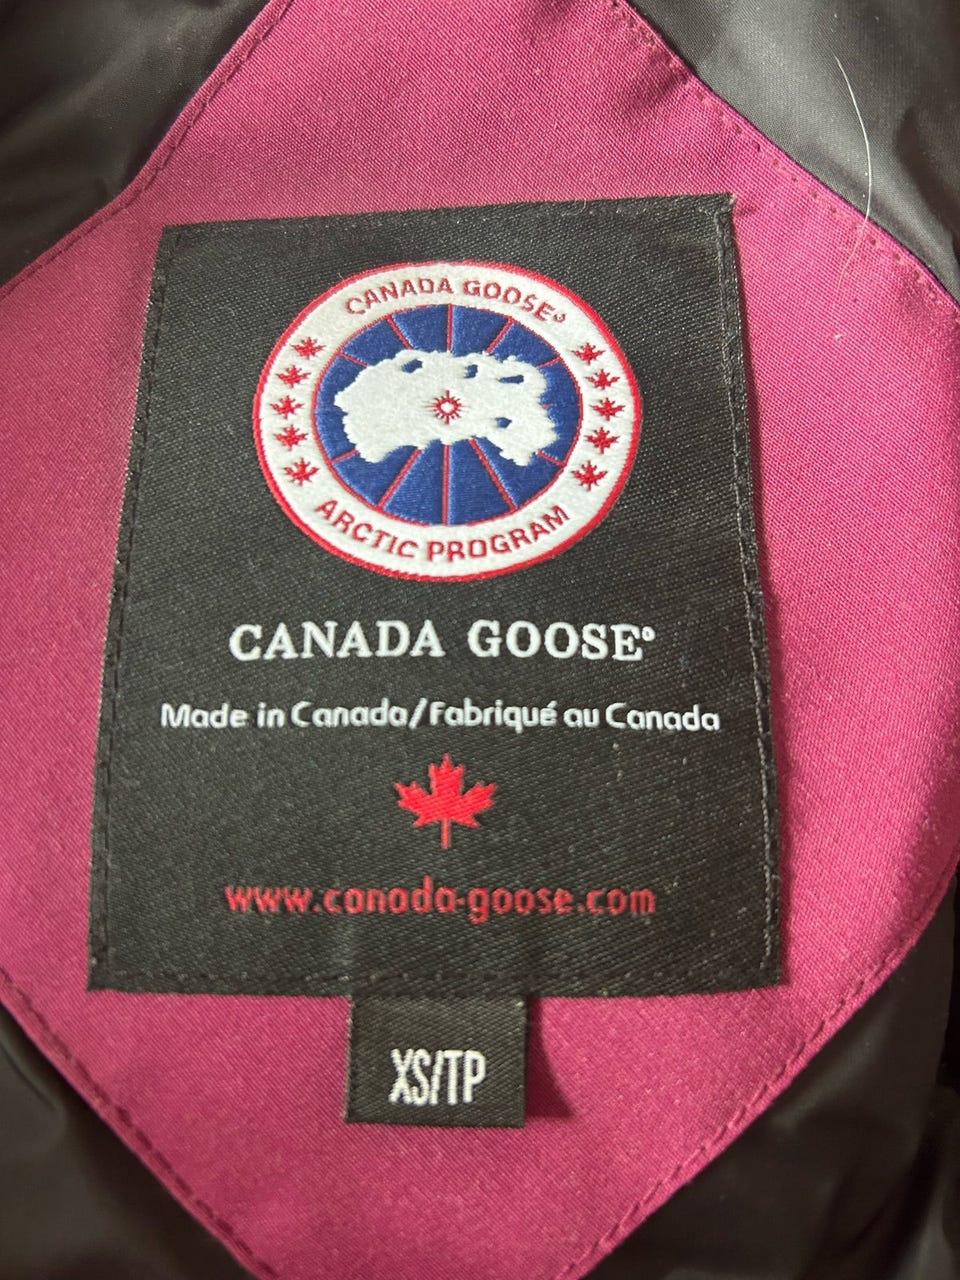 CANADA GOOSE®
ARCTIC PROGRAM
CANADA GOOSE®
Made in Canada/Fabriqué au Canada
www.canada-goose.com
XS/TP